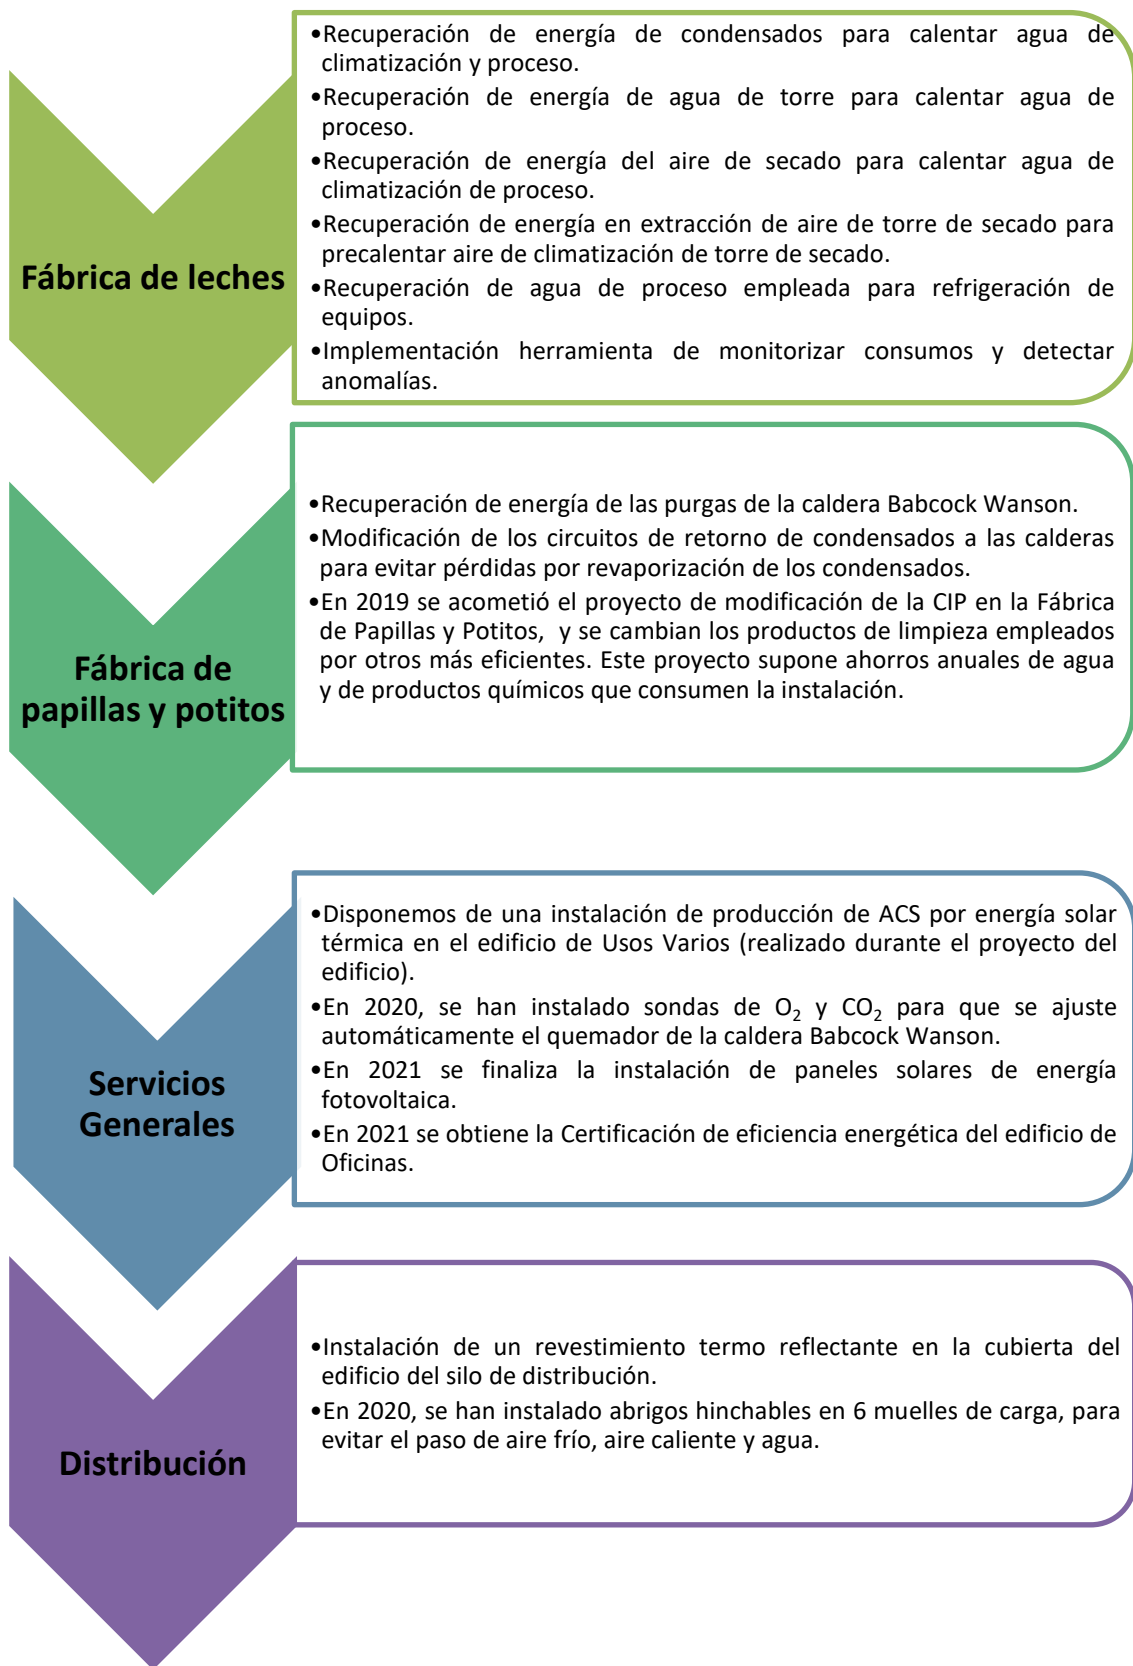 •Recuperación de energía de condensados para calentar agua de
climatización y proceso.
•Recuperación de energía de agua de torre para calentar agua de
proceso.
•Recuperación de energía del aire de secado para calentar agua de
climatización de proceso.
•Recuperación de energía en extracción de aire de torre de secado para
precalentar aire de climatización de torre de secado.
•Recuperación de agua de proceso empleada para refrigeración de
equipos.
•Implementación herramienta de monitorizar consumos y detectar
anomalías.
Fábrica de leches
•Recuperación de energía de las purgas de la caldera Babcock Wanson.
•Modificación de los circuitos de retorno de condensados a las calderas
para evitar pérdidas por revaporización de los condensados.
•En 2019 se acometió el proyecto de modificación de la CIP en la Fábrica
de Papillas y Potitos, y se cambian los productos de limpieza empleados
por otros más eficientes. Este proyecto supone ahorros anuales de agua
y de productos químicos que consumen la instalación.
Fábrica de
papillas y potitos
•Disponemos de una instalación de producción de ACS por energía solar
térmica en el edificio de Usos Varios (realizado durante el proyecto del
edificio).
•En 2020, se han instalado sondas de O₂ y CO₂ para que se ajuste
automáticamente el quemador de la caldera Babcock Wanson.
•En 2021 se finaliza la instalación de paneles solares de energía
fotovoltaica.
•En 2021 se obtiene la Certificación de eficiencia energética del edificio de
Oficinas.
Servicios
Generales
•Instalación de un revestimiento termo reflectante en la cubierta del
edificio del silo de distribución.
•En 2020, se han instalado abrigos hinchables en 6 muelles de carga, para
evitar el paso de aire frío, aire caliente y agua.
Distribución